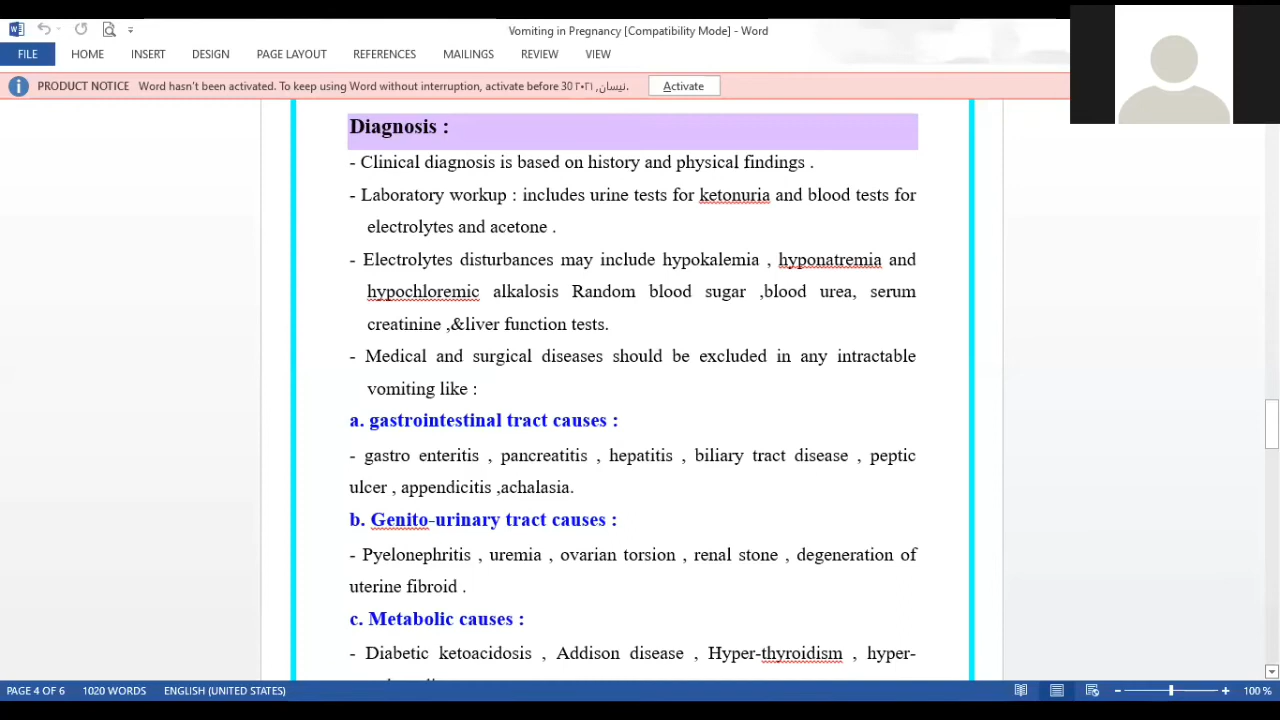 Vomiting in Pregnancy [Compatibility Mode] - Word
FILE HOME INSERT DESIGN PAGE LAYOUT REFERENCES MAILINGS REVIEW VIEW
PRODUCT NOTICE Word hasn't been activated. To keep using Word without interruption, activate before 30 نيسان, ٢٠٢١. Activate
Diagnosis :
- Clinical diagnosis is based on history and physical findings .
- Laboratory workup : includes urine tests for ketonuria and blood tests for
electrolytes and acetone .
- Electrolytes disturbances may include hypokalemia , hyponatremia and
hypochloremic alkalosis Random blood sugar ,blood urea, serum
creatinine ,&liver function tests.
- Medical and surgical diseases should be excluded in any intractable
vomiting like :
a. gastrointestinal tract causes :
- gastro enteritis , pancreatitis , hepatitis , biliary tract disease , peptic
ulcer , appendicitis ,achalasia.
b. Genito-urinary tract causes :
- Pyelonephritis , uremia , ovarian torsion , renal stone , degeneration of
uterine fibroid .
c. Metabolic causes :
- Diabetic ketoacidosis , Addison disease , Hyper-thyroidism , hyper-
PAGE 4 OF 6 1020 WORDS ENGLISH (UNITED STATES) 100 %